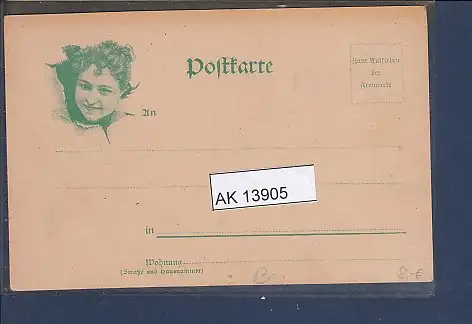 Postkarte
Zum Aufkleben
der
Freimarke
An
AK 13905
in
Wohnung
(Straße und Hausnummer)
8,-€